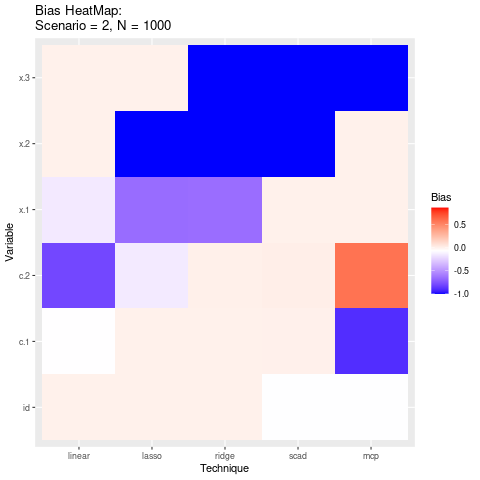 Bias HeatMap:
Scenario = 2, N = 1000
Variable
x.3
x.2
x.1
c.2
c.1
id
linear lasso ridge scad mcp
Technique
Bias
0.5
0.0
-0.5
-1.0